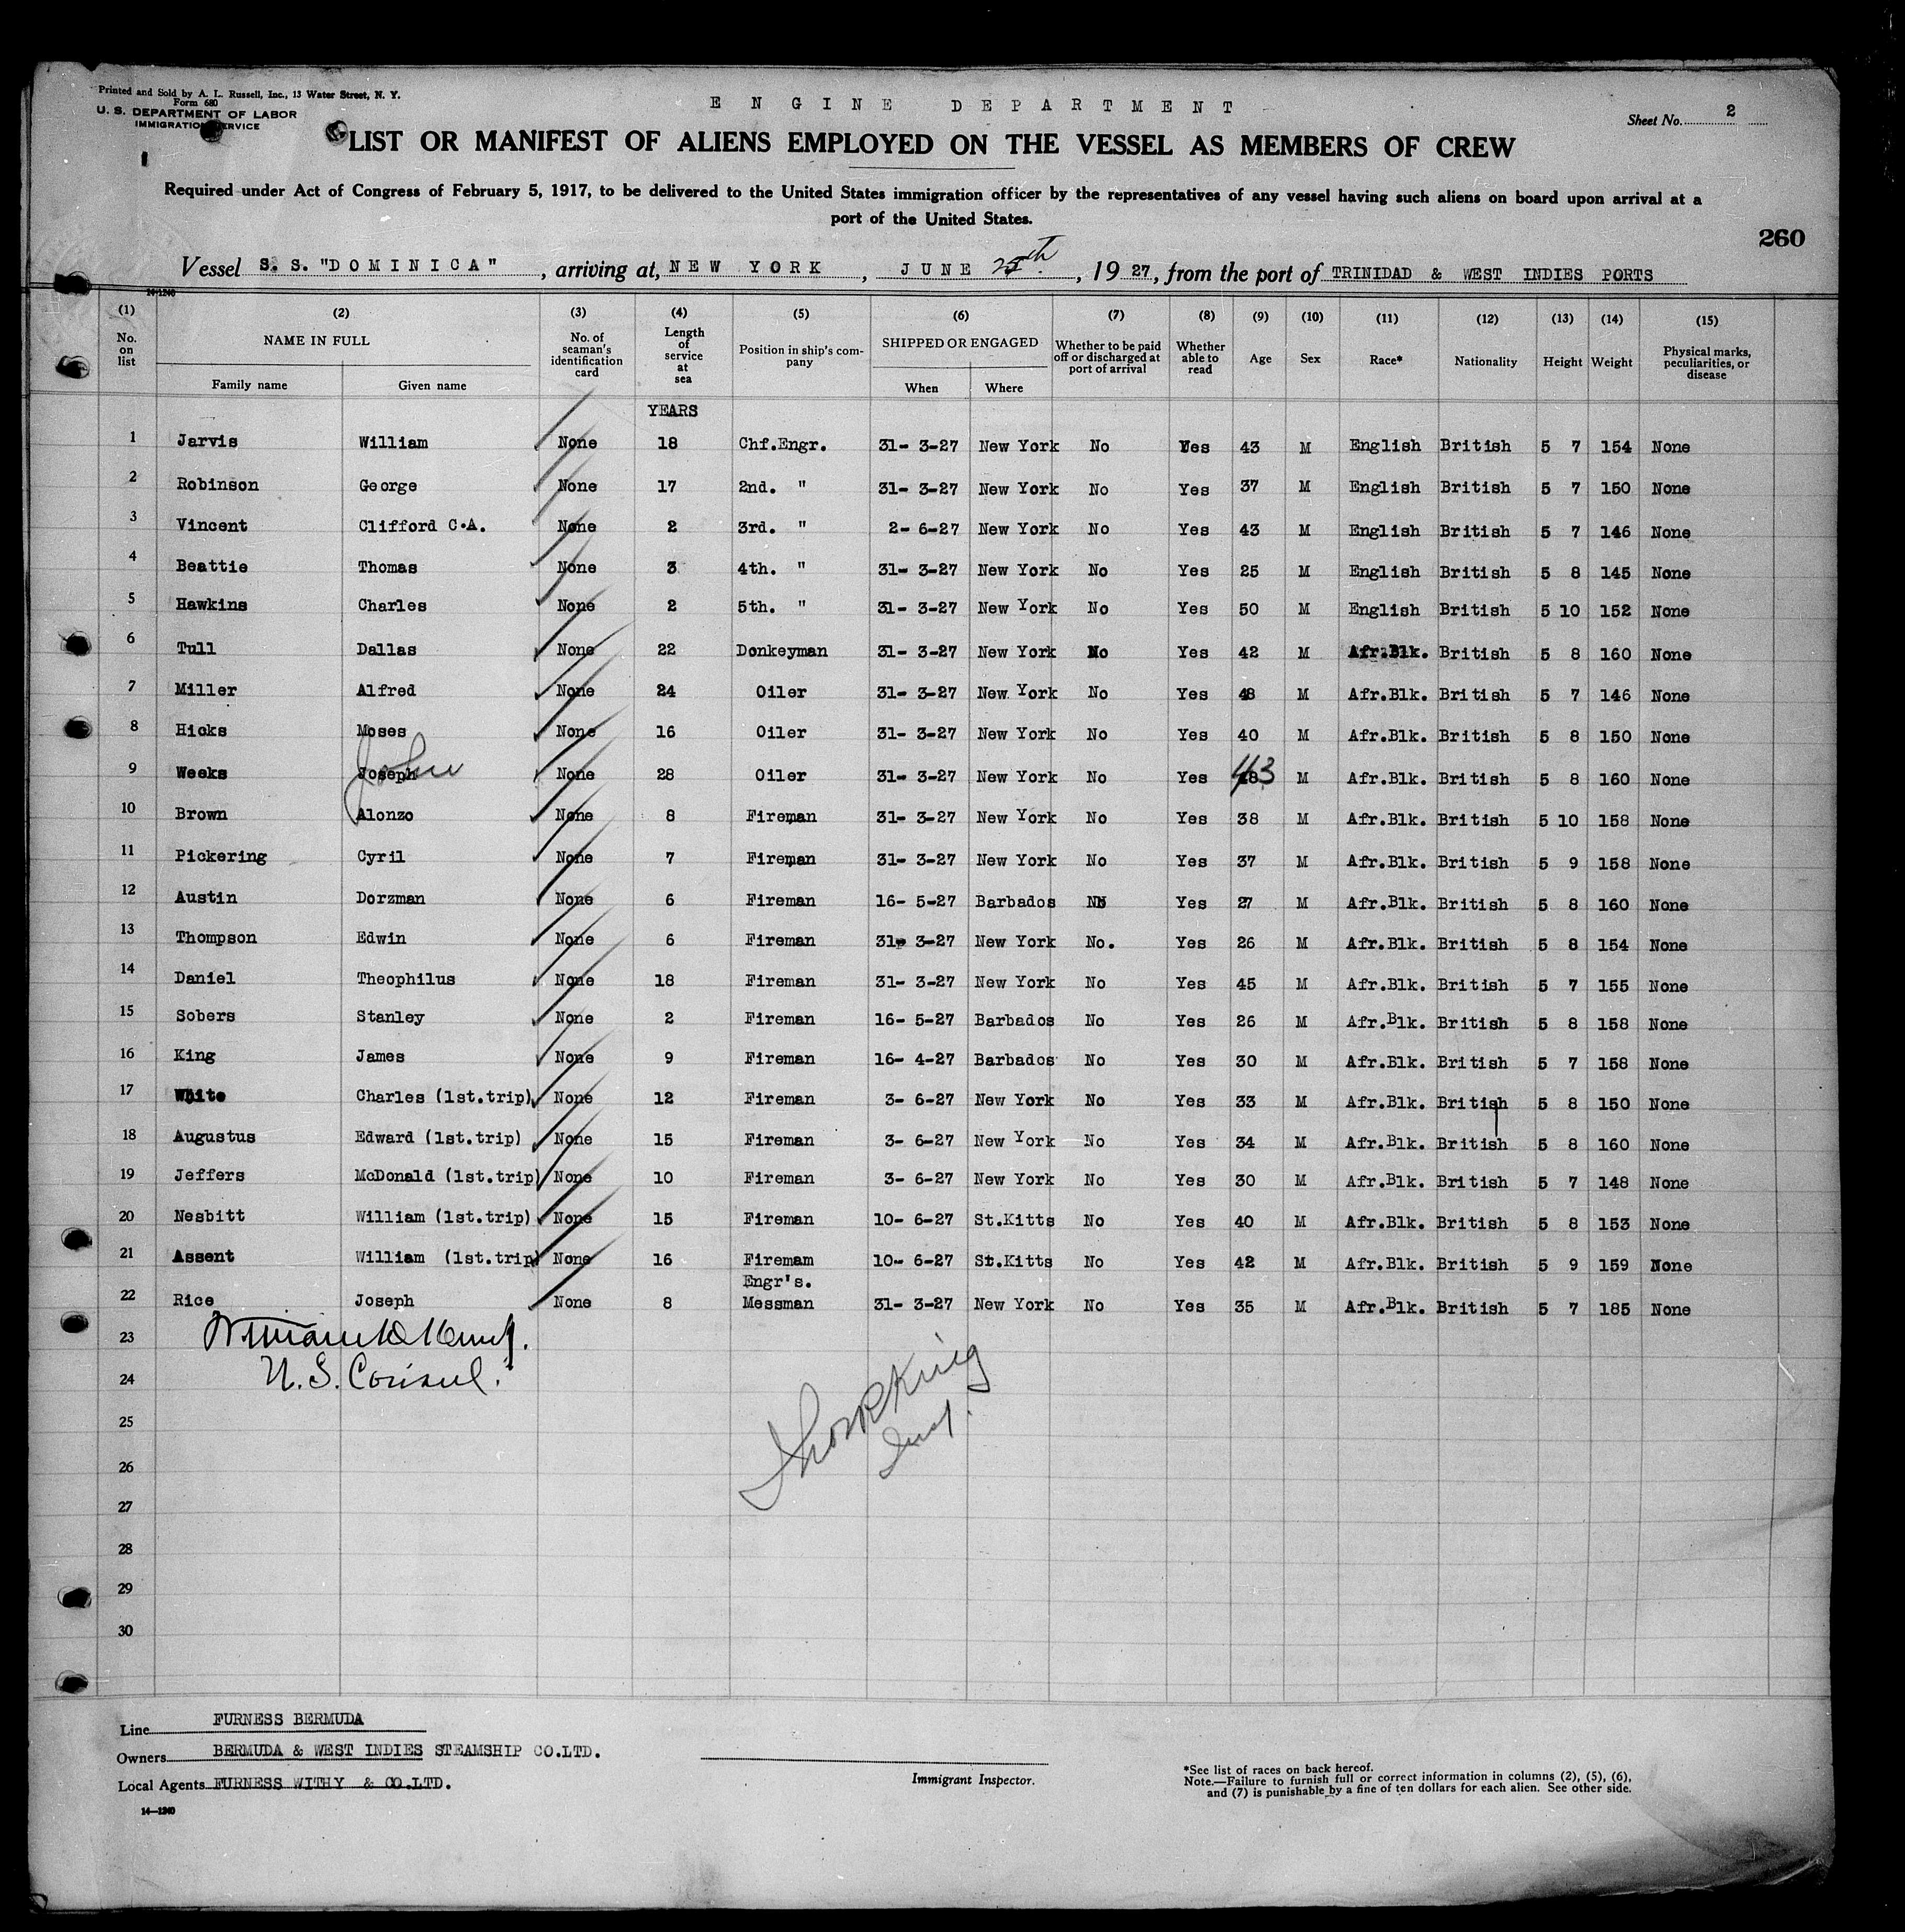 Printed and Sold by A. L. Russell, Inc., 13 Water Street, N. Y.
Form 680
U. S. DEPARTMENT OF LABOR
IMMIGRATION SERVICE
ENGINE DEPARTMENT
Sheet No. 2
LIST OR MANIFEST OF ALIENS EMPLOYED ON THE VESSEL AS MEMBERS OF CREW
Required under Act of Congress of February 5, 1917, to be delivered to the United States immigration officer by the representatives of any vessel having such aliens on board upon arrival at a
port of the United States.
260
Vessel S. S. "DOMINICA", arriving at, NEW YORK, JUNE 25th, 1927, from the port of TRINIDAD & WEST INDIES PORTS
14-1240
(1) (2) (3) (4) (5) (6) (7) (8) (9) (10) (11) (12) (13) (14) (15)
No. on list NAME IN FULL No. of seaman's identification card Length of service at sea Position in ship's company SHIPPED OR ENGAGED Whether to be paid off or discharged at port of arrival Whether able to read Age Sex Race* Nationality Height Weight Physical marks, peculiarities, or disease
Family name Given name When Where
YEARS
1 Jarvis William None 18 Chf.Engr. 31- 3-27 New York No Yes 43 M English British 5 7 154 None
2 Robinson George None 17 2nd. " 31- 3-27 New York No Yes 37 M English British 5 7 150 None
3 Vincent Clifford C.A. None 2 3rd. " 2- 6-27 New York No Yes 43 M English British 5 7 146 None
4 Beattie Thomas None 3 4th. " 31- 3-27 New York No Yes 25 M English British 5 8 145 None
5 Hawkins Charles None 2 5th. " 31- 3-27 New York No Yes 50 M English British 5 10 152 None
6 Tull Dallas None 22 Donkeyman 31- 3-27 New York No Yes 42 M Afr.Blk. British 5 8 160 None
7 Miller Alfred None 24 Oiler 31- 3-27 New York No Yes 48 M Afr.Blk. British 5 7 146 None
8 Hicks Moses None 16 Oiler 31- 3-27 New York No Yes 40 M Afr.Blk. British 5 8 150 None
9 Weeks Joseph John None 28 Oiler 31- 3-27 New York No Yes 43 M Afr.Blk. British 5 8 160 None
10 Brown Alonzo None 8 Fireman 31- 3-27 New York No Yes 38 M Afr.Blk. British 5 10 158 None
11 Pickering Cyril None 7 Fireman 31- 3-27 New York No Yes 37 M Afr.Blk. British 5 9 158 None
12 Austin Dorzman None 6 Fireman 16- 5-27 Barbados No Yes 27 M Afr.Blk. British 5 8 160 None
13 Thompson Edwin None 6 Fireman 31- 3-27 New York No. Yes 26 M Afr.Blk. British 5 8 154 None
14 Daniel Theophilus None 18 Fireman 31- 3-27 New York No Yes 45 M Afr.Blk. British 5 7 155 None
15 Sobers Stanley None 2 Fireman 16- 5-27 Barbados No Yes 26 M Afr.Blk. British 5 8 158 None
16 King James None 9 Fireman 16- 4-27 Barbados No Yes 30 M Afr.Blk. British 5 7 158 None
17 White Charles (1st.trip) None 12 Fireman 3- 6-27 New York No Yes 33 M Afr.Blk. British 5 8 150 None
18 Augustus Edward (1st.trip) None 15 Fireman 3- 6-27 New York No Yes 34 M Afr.Blk. British 5 8 160 None
19 Jeffers McDonald (1st.trip) None 10 Fireman 3- 6-27 New York No Yes 30 M Afr.Blk. British 5 7 148 None
20 Nesbitt William (1st.trip) None 15 Fireman 10- 6-27 St.Kitts No Yes 40 M Afr.Blk. British 5 8 153 None
21 Assent William (1st.trip) None 16 Firemam 10- 6-27 St.Kitts No Yes 42 M Afr.Blk. British 5 9 159 None
Engr's.
22 Rice Joseph None 8 Messman 31- 3-27 New York No Yes 35 M Afr.Blk. British 5 7 185 None
23
24 U.S. Consul.
25
26
27
28
29
30
King
Insp.
Line FURNESS BERMUDA
Owners BERMUDA & WEST INDIES STEAMSHIP CO.LTD.
Local Agents FURNESS WITHY & CO.LTD.
14-1240
Immigrant Inspector.
*See list of races on back hereof.
Note.—Failure to furnish full or correct information in columns (2), (5), (6),
and (7) is punishable by a fine of ten dollars for each alien. See other side.